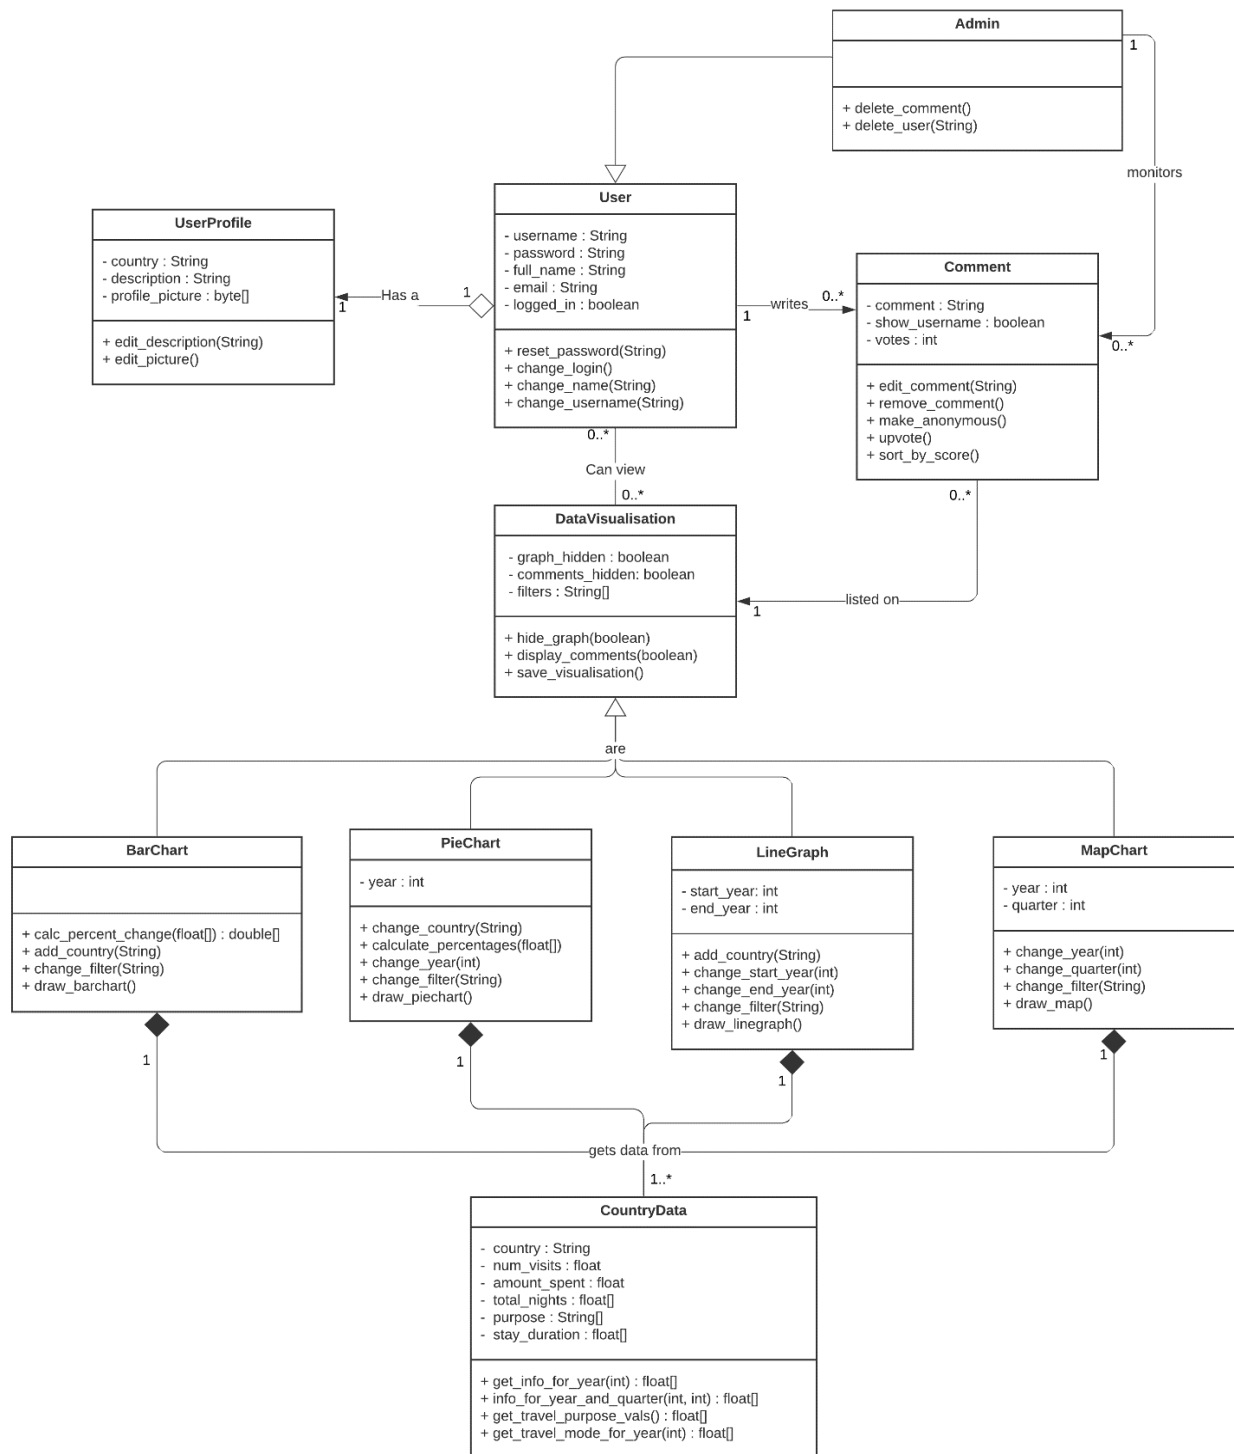 Admin
1
+ delete_comment()
+ delete_user(String)
monitors
User
- username : String
- password : String
- full_name : String
- email : String
- logged_in : boolean
+ reset_password(String)
+ change_login()
+ change_name(String)
+ change_username(String)
UserProfile
- country : String
- description : String
- profile_picture : byte[]
+ edit_description(String)
+ edit_picture()
1
Has a
1
1
writes
0..*
Comment
- comment : String
- show_username : boolean
- votes : int
+ edit_comment(String)
+ remove_comment()
+ make_anonymous()
+ upvote()
+ sort_by_score()
0..*
0..*
Can view
0..*
0..*
DataVisualisation
- graph_hidden : boolean
- comments_hidden: boolean
- filters : String[]
+ hide_graph(boolean)
+ display_comments(boolean)
+ save_visualisation()
1
listed on
are
BarChart
+ calc_percent_change(float[]) : double[]
+ add_country(String)
+ change_filter(String)
+ draw_barchart()
1
PieChart
- year : int
+ change_country(String)
+ calculate_percentages(float[])
+ change_year(int)
+ change_filter(String)
+ draw_piechart()
1
LineGraph
- start_year: int
- end_year : int
+ add_country(String)
+ change_start_year(int)
+ change_end_year(int)
+ change_filter(String)
+ draw_linegraph()
1
MapChart
- year : int
- quarter : int
+ change_year(int)
+ change_quarter(int)
+ change_filter(String)
+ draw_map()
1
gets data from
1..*
CountryData
- country : String
- num_visits : float
- amount_spent : float
- total_nights : float[]
- purpose : String[]
- stay_duration : float[]
+ get_info_for_year(int) : float[]
+ info_for_year_and_quarter(int, int) : float[]
+ get_travel_purpose_vals() : float[]
+ get_travel_mode_for_year(int) : float[]